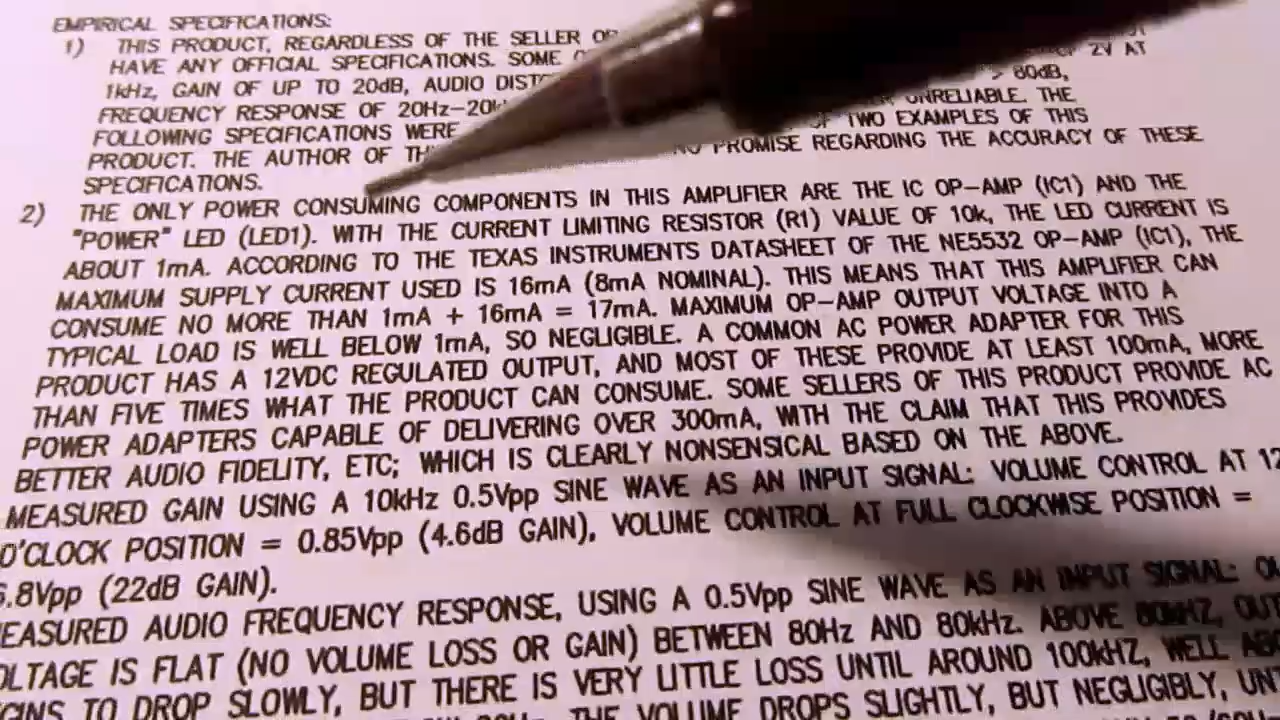 EMPIRICAL SPECIFICATIONS:
1) THIS PRODUCT, REGARDLESS OF THE SELLER OR
HAVE ANY OFFICIAL SPECIFICATIONS. SOME 2V AT
1kHz, GAIN OF UP TO 20dB, AUDIO > 80dB,
FREQUENCY RESPONSE OF UNRELIABLE. THE
FOLLOWING SPECIFICATIONS WERE OF TWO EXAMPLES OF THIS
PRODUCT. THE AUTHOR OF NO PROMISE REGARDING THE ACCURACY OF THESE
SPECIFICATIONS.
2) THE ONLY POWER CONSUMING COMPONENTS IN THIS AMPLIFIER ARE THE IC OP-AMP (IC1) AND THE
"POWER" LED (LED1). WITH THE CURRENT LIMITING RESISTOR (R1) VALUE OF 10k, THE LED CURRENT IS
ABOUT 1mA. ACCORDING TO THE TEXAS INSTRUMENTS DATASHEET OF THE NE5532 OP-AMP (IC1), THE
MAXIMUM SUPPLY CURRENT USED IS 16mA (8mA NOMINAL). THIS MEANS THAT THIS AMPLIFIER CAN
CONSUME NO MORE THAN 1mA + 16mA = 17mA. MAXIMUM OP-AMP OUTPUT VOLTAGE INTO A
TYPICAL LOAD IS WELL BELOW 1mA, SO NEGLIGIBLE. A COMMON AC POWER ADAPTER FOR THIS
PRODUCT HAS A 12VDC REGULATED OUTPUT, AND MOST OF THESE PROVIDE AT LEAST 100mA, MORE
THAN FIVE TIMES WHAT THE PRODUCT CAN CONSUME. SOME SELLERS OF THIS PRODUCT PROVIDE AC
POWER ADAPTERS CAPABLE OF DELIVERING OVER 300mA, WITH THE CLAIM THAT THIS PROVIDES
BETTER AUDIO FIDELITY, ETC; WHICH IS CLEARLY NONSENSICAL BASED ON THE ABOVE.
MEASURED GAIN USING A 10kHz 0.5Vpp SINE WAVE AS AN INPUT SIGNAL: VOLUME CONTROL AT 12
O'CLOCK POSITION = 0.85Vpp (4.6dB GAIN), VOLUME CONTROL AT FULL CLOCKWISE POSITION =
6.8Vpp (22dB GAIN).
MEASURED AUDIO FREQUENCY RESPONSE, USING A 0.5Vpp SINE WAVE AS AN INPUT SIGNAL:
VOLTAGE IS FLAT (NO VOLUME LOSS OR GAIN) BETWEEN 80Hz AND 80kHz. ABOVE 80kHZ,
TO DROP SLOWLY, BUT THERE IS VERY LITTLE LOSS UNTIL AROUND 100kHZ, WELL
THE VOLUME DROPS SLIGHTLY, BUT NEGLIGIBLY,